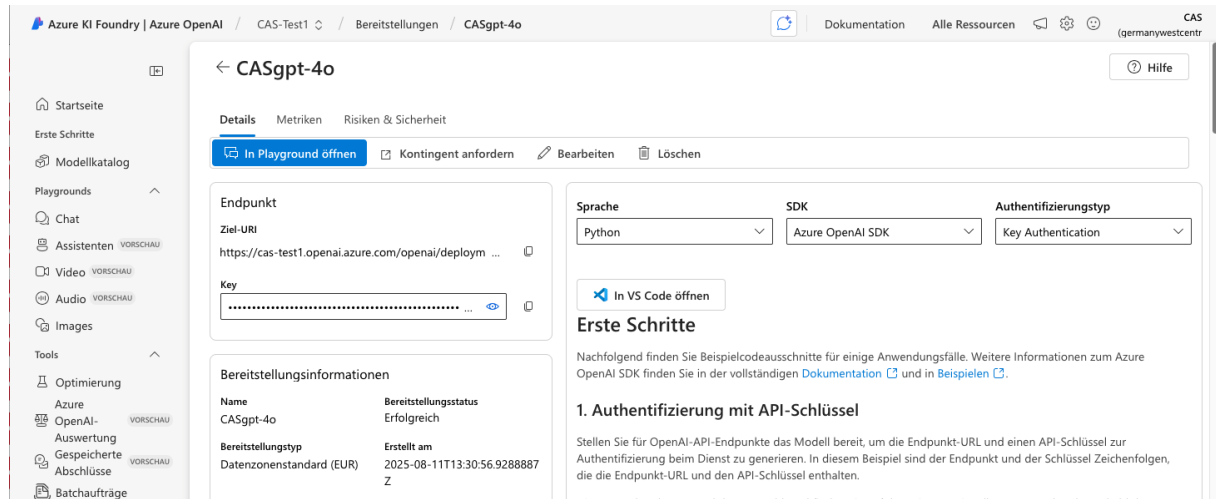 Azure KI Foundry | Azure OpenAI / CAS-Test1 / Bereitstellungen / CASgpt-4o
Dokumentation Alle Ressourcen
CAS
(germanywestcentr
Startseite
Erste Schritte
Modellkatalog
Playgrounds
Chat
Assistenten VORSCHAU
Video VORSCHAU
Audio VORSCHAU
Images
Tools
Optimierung
Azure
OpenAI- VORSCHAU
Auswertung
Gespeicherte
Abschlüsse VORSCHAU
Batchaufträge
CASgpt-4o
Hilfe
Details Metriken Risiken & Sicherheit
In Playground öffnen Kontingent anfordern Bearbeiten Löschen
Endpunkt
Ziel-URI
https://cas-test1.openai.azure.com/openai/deploym ...
Key
Bereitstellungsinformationen
Name Bereitstellungsstatus
CASgpt-4o Erfolgreich
Bereitstellungstyp Erstellt am
Datenzonenstandard (EUR) 2025-08-11T13:30:56.9288887
Z
Sprache SDK Authentifizierungstyp
Python Azure OpenAI SDK Key Authentication
In VS Code öffnen
Erste Schritte
Nachfolgend finden Sie Beispielcodeausschnitte für einige Anwendungsfälle. Weitere Informationen zum Azure
OpenAI SDK finden Sie in der vollständigen Dokumentation und in Beispielen.
1. Authentifizierung mit API-Schlüssel
Stellen Sie für OpenAI-API-Endpunkte das Modell bereit, um die Endpunkt-URL und einen API-Schlüssel zur
Authentifizierung beim Dienst zu generieren. In diesem Beispiel sind der Endpunkt und der Schlüssel Zeichenfolgen,
die die Endpunkt-URL und den API-Schlüssel enthalten.